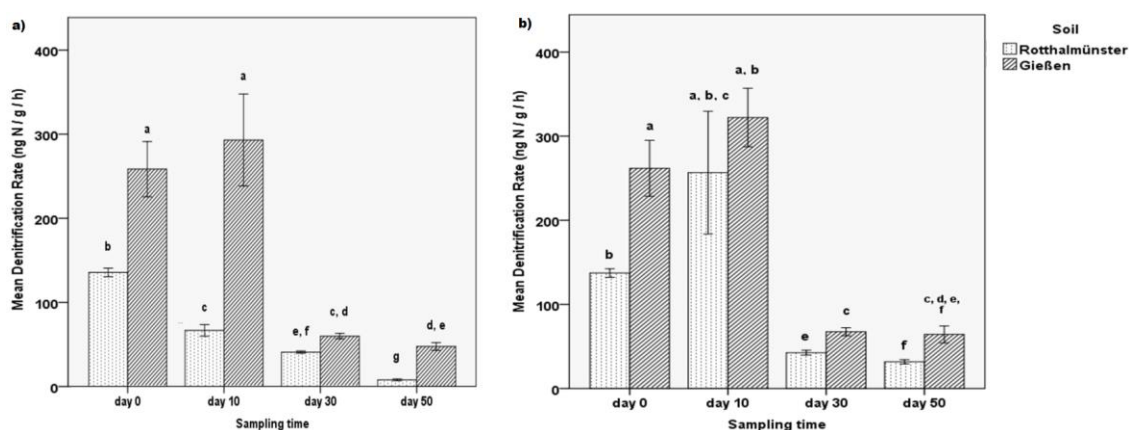 a)
Mean Denitrification Rate (ng N / g / h)
400
300
200
100
0
b
a
c
a
e, f
c, d
g
d, e
day 0 day 10 day 30 day 50
Sampling time
b)
Mean Denitrification Rate (ng N / g / h)
400
300
200
100
0
b
a
a, b, c
a, b
e
c
f
c, d, e,
f
day 0 day 10 day 30 day 50
Sampling time
Soil
Rotthalmünster
Gießen